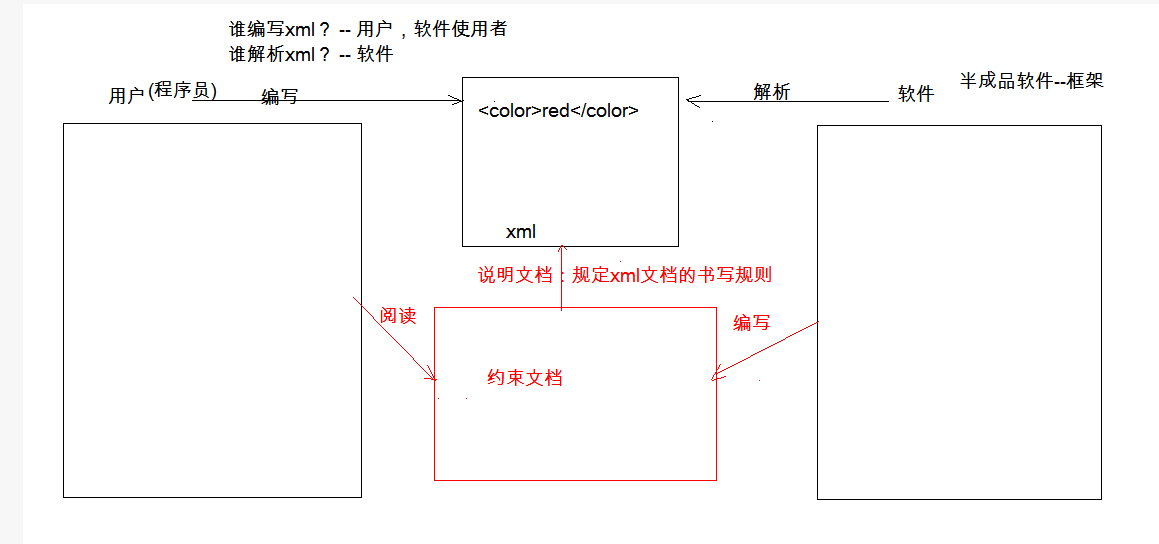 谁编写xml？ -- 用户，软件使用者
谁解析xml？ -- 软件
用户(程序员)
编写
<color>red</color>
xml
解析
软件
半成品软件--框架
说明文档：规定xml文档的书写规则
阅读
编写
约束文档